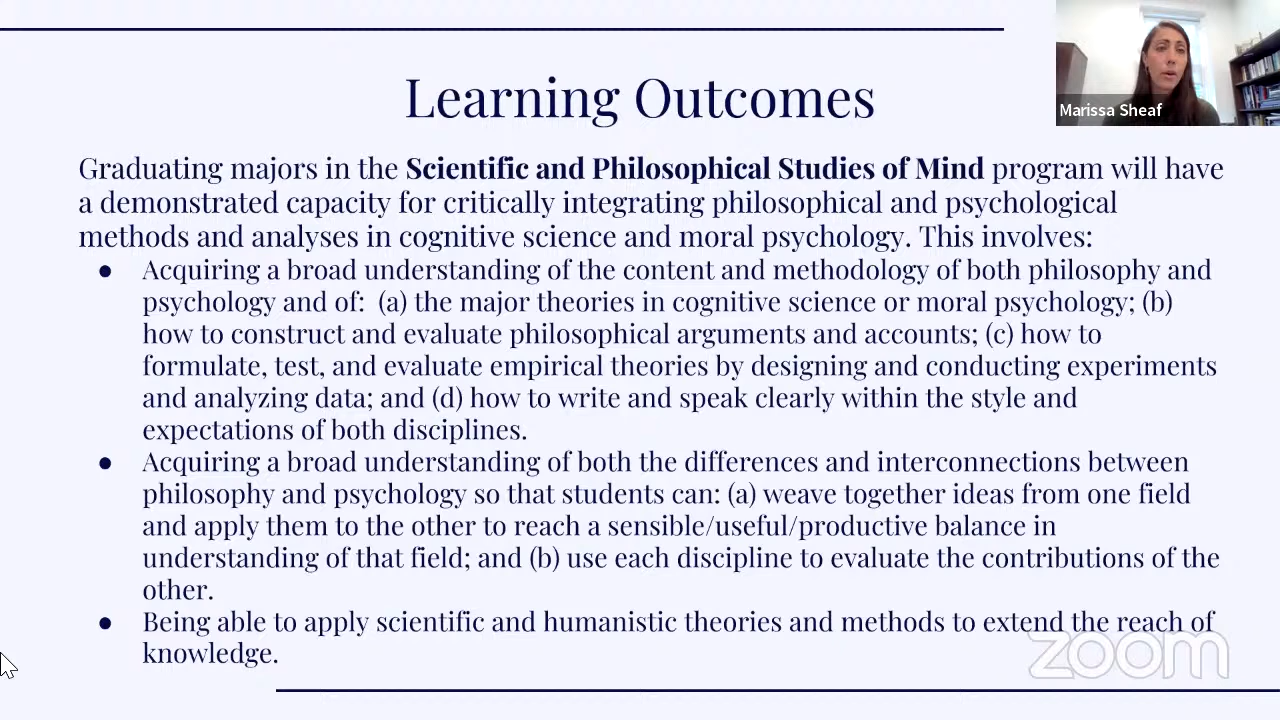 Learning Outcomes
Marissa Sheaf
Graduating majors in the Scientific and Philosophical Studies of Mind program will have
a demonstrated capacity for critically integrating philosophical and psychological
methods and analyses in cognitive science and moral psychology. This involves:
● Acquiring a broad understanding of the content and methodology of both philosophy and
psychology and of: (a) the major theories in cognitive science or moral psychology; (b)
how to construct and evaluate philosophical arguments and accounts; (c) how to
formulate, test, and evaluate empirical theories by designing and conducting experiments
and analyzing data; and (d) how to write and speak clearly within the style and
expectations of both disciplines.
● Acquiring a broad understanding of both the differences and interconnections between
philosophy and psychology so that students can: (a) weave together ideas from one field
and apply them to the other to reach a sensible/useful/productive balance in
understanding of that field; and (b) use each discipline to evaluate the contributions of the
other.
● Being able to apply scientific and humanistic theories and methods to extend the reach of
knowledge.
zoom